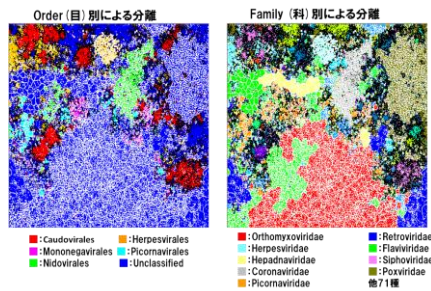 Order(目)別による分離
Family (科)別による分離
:Caudovirales :Herpesvirales
:Mononegavirales :Picornavirales
:Nidovirales :Unclassified
:Orthomyxoviridae :Retroviridae
:Herpesviridae :Flaviviridae
:Hepadnaviridae :Siphoviridae
:Coronaviridae :Poxviridae
:Picornaviridae 他71種